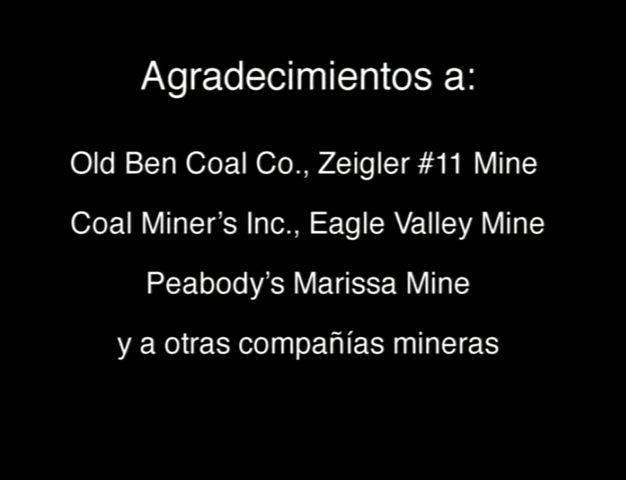 Agradecimientos a:
Old Ben Coal Co., Zeigler #11 Mine
Coal Miner's Inc., Eagle Valley Mine
Peabody's Marissa Mine
y a otras compañías mineras